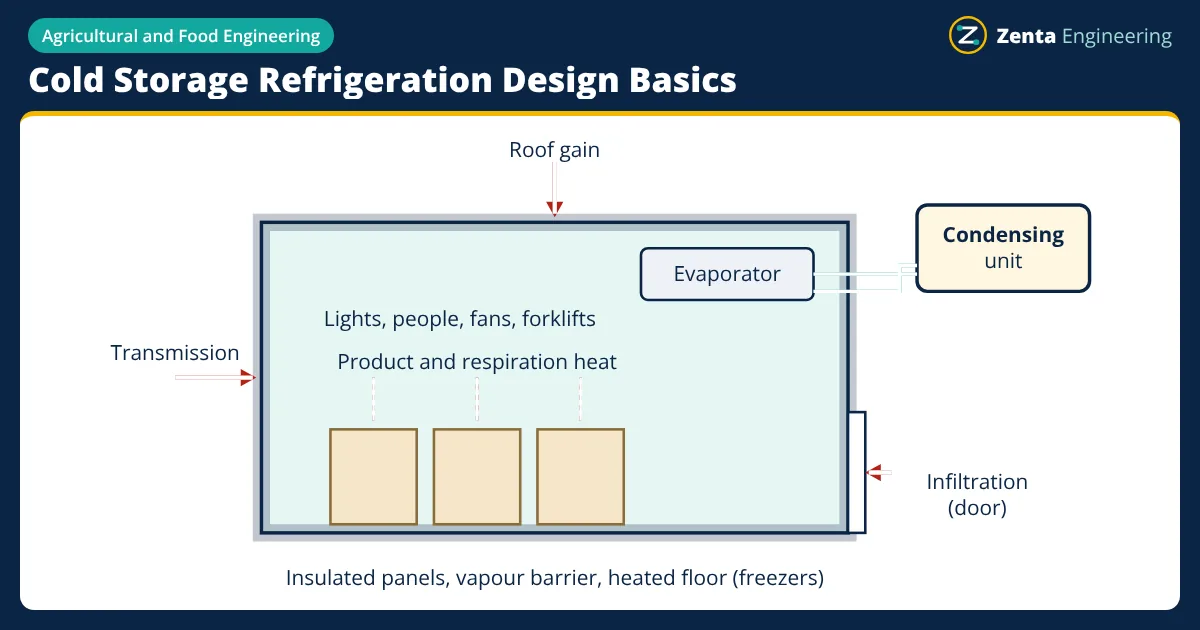 Agricultural and Food Engineering
Zenta Engineering
Cold Storage Refrigeration Design Basics
Roof gain
Condensing
unit
Evaporator
Lights, people, fans, forklifts
Transmission
Product and respiration heat
Infiltration
(door)
Insulated panels, vapour barrier, heated floor (freezers)